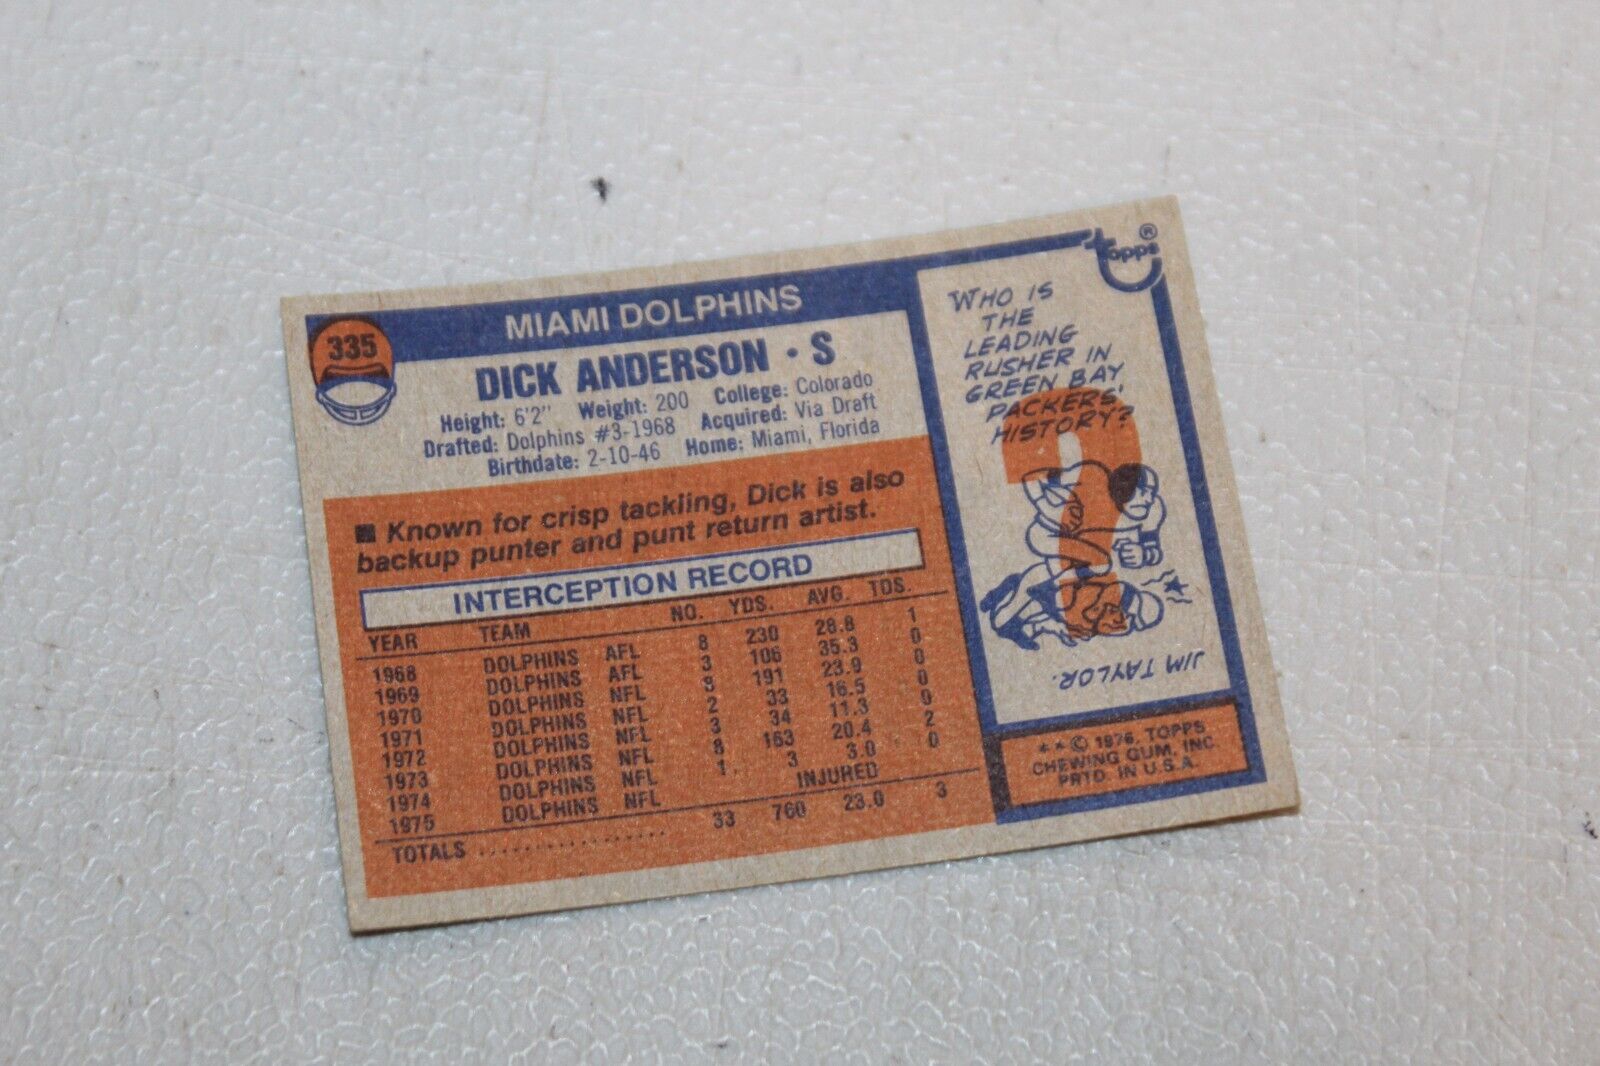 335
MIAMI DOLPHINS
DICK ANDERSON • S
Height: 6'2" Weight: 200 College: Colorado
Drafted: Dolphins #3-1968 Acquired: Via Draft
Birthdate: 2-10-46 Home: Miami, Florida
■ Known for crisp tackling, Dick is also
backup punter and punt return artist.
INTERCEPTION RECORD
YEAR TEAM NO. YDS. AVG. TDS.
1968 DOLPHINS AFL 8 230 28.8 1
1969 DOLPHINS AFL 3 106 35.3 0
1970 DOLPHINS NFL 8 191 23.9 0
1971 DOLPHINS NFL 2 33 16.5 0
1972 DOLPHINS NFL 3 34 11.3 0
1973 DOLPHINS NFL 8 163 20.4 2
1974 DOLPHINS NFL 1 3 3.0 0
1975 DOLPHINS NFL INJURED
TOTALS .................. 33 760 23.0 3
topps®
WHO IS
THE
LEADING
RUSHER IN
GREEN BAY
PACKERS'
HISTORY?
?
JIM TAYLOR.
** © 1976, TOPPS
CHEWING GUM, INC.
PRTD. IN U.S.A.